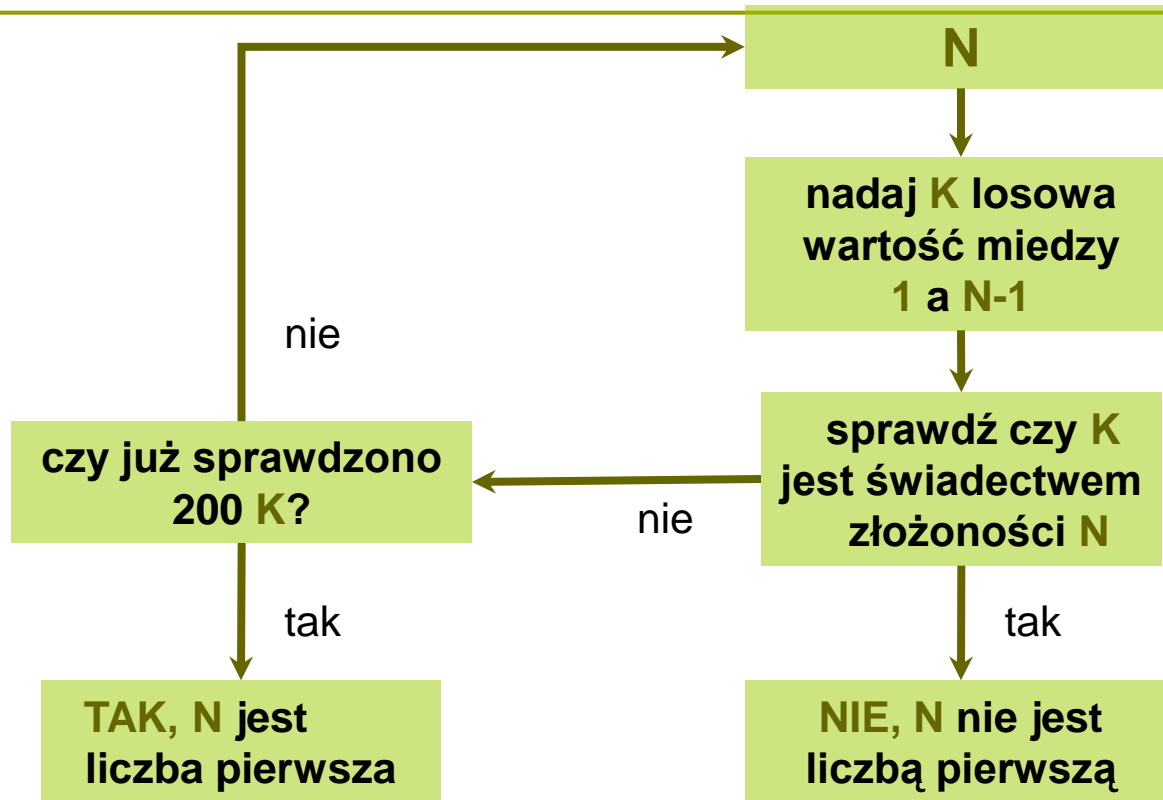 N
nadaj K losowa
wartość miedzy
1 a N-1
nie
sprawdź czy K
jest świadectwem
złożoności N
czy już sprawdzono
200 K?
nie
tak
tak
TAK, N jest
liczba pierwsza
NIE, N nie jest
liczbą pierwszą